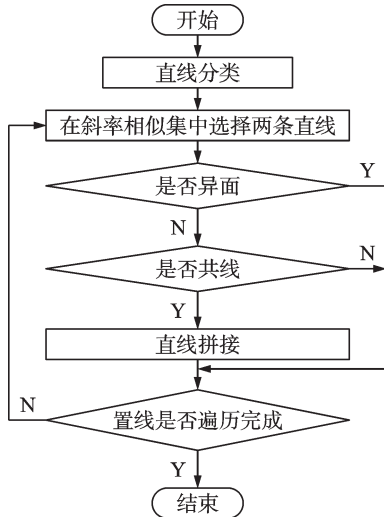 开始
直线分类
在斜率相似集中选择两条直线
是否异面
Y
N
是否共线
N
Y
直线拼接
置线是否遍历完成
N
Y
结束